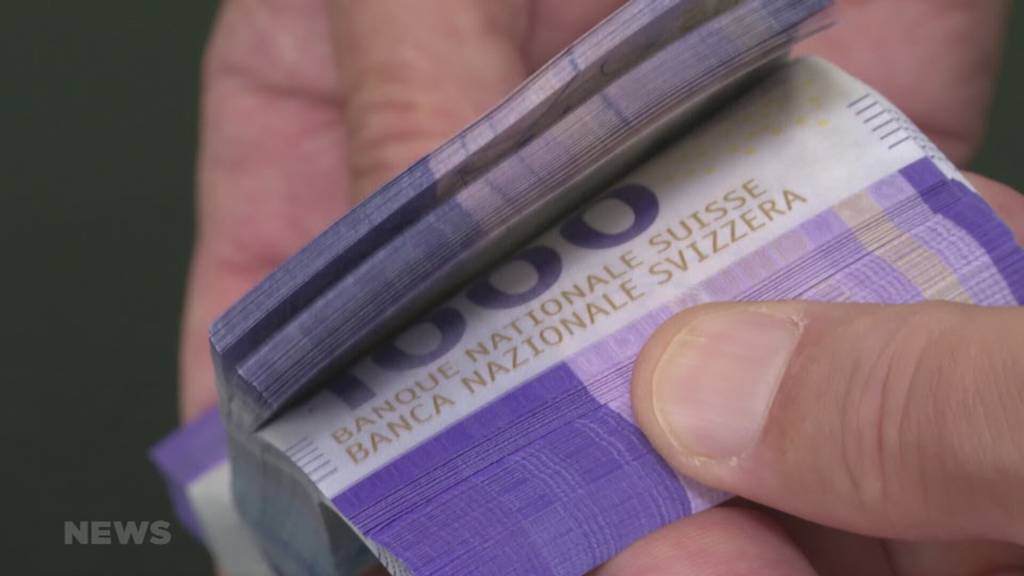 1000
BANQUE NATIONALE SUISSE
BANCA NAZIONALE SVIZZERA
NEWS